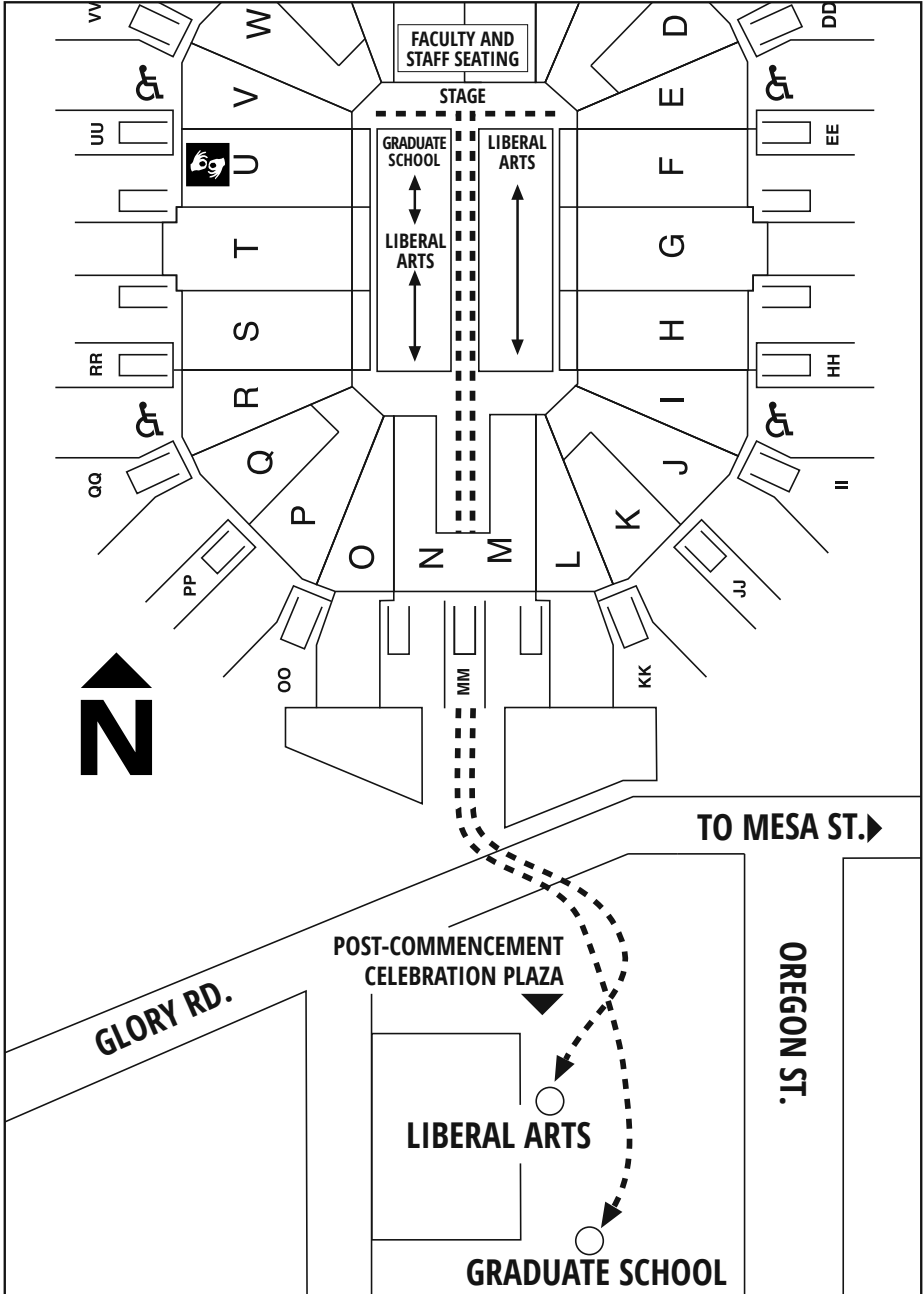 VV
W
FACULTY AND
STAFF SEATING
D
DD
V
STAGE
E
UU
U
GRADUATE
SCHOOL
LIBERAL
ARTS
F
EE
T
LIBERAL
ARTS
G
S
H
RR
R
I
HH
QQ
Q
J
II
P
K
O
N
M
L
PP
JJ
OO
MM
KK
N
TO MESA ST.
POST-COMMENCEMENT
CELEBRATION PLAZA
GLORY RD.
OREGON ST.
LIBERAL ARTS
GRADUATE SCHOOL